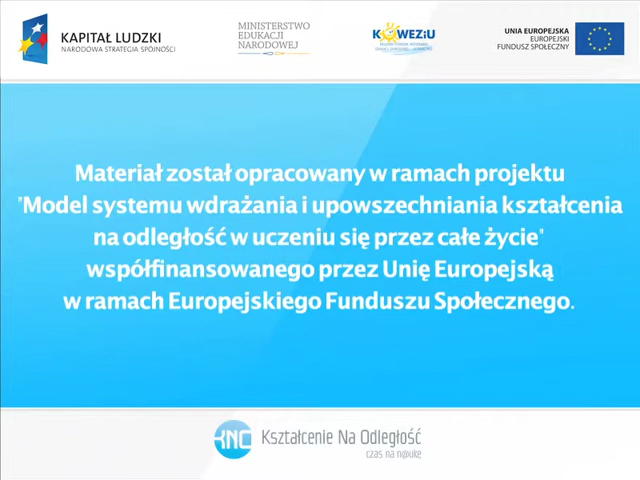 KAPITAŁ LUDZKI
NARODOWA STRATEGIA SPÓJNOŚCI
MINISTERSTWO
EDUKACJI
NARODOWEJ
KOWEZiU
UNIA EUROPEJSKA
EUROPEJSKI
FUNDUSZ SPOŁECZNY
Materiał został opracowany w ramach projektu
"Model systemu wdrażania i upowszechniania kształcenia
na odległość w uczeniu się przez całe życie"
współfinansowanego przez Unię Europejską
w ramach Europejskiego Funduszu Społecznego.
KNO Kształcenie Na Odległość
czas na n@ukę